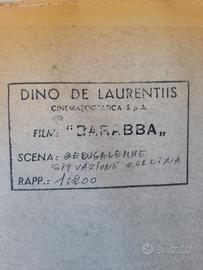 DINO DE LAURENTIIS
CINEMATOGRAFICA S.p.A.
FILM: "BARABBA„
SCENA: GERUSALEMME
SITUAZIONE COLLINA
RAPP.: 1:200
subito